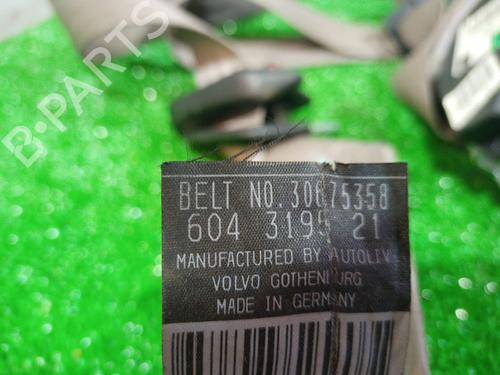 B-PARTS
BELT NO.30675358
604 3195 21
MANUFACTURED BY AUTOLIV
VOLVO GOTHENBURG
MADE IN GERMANY